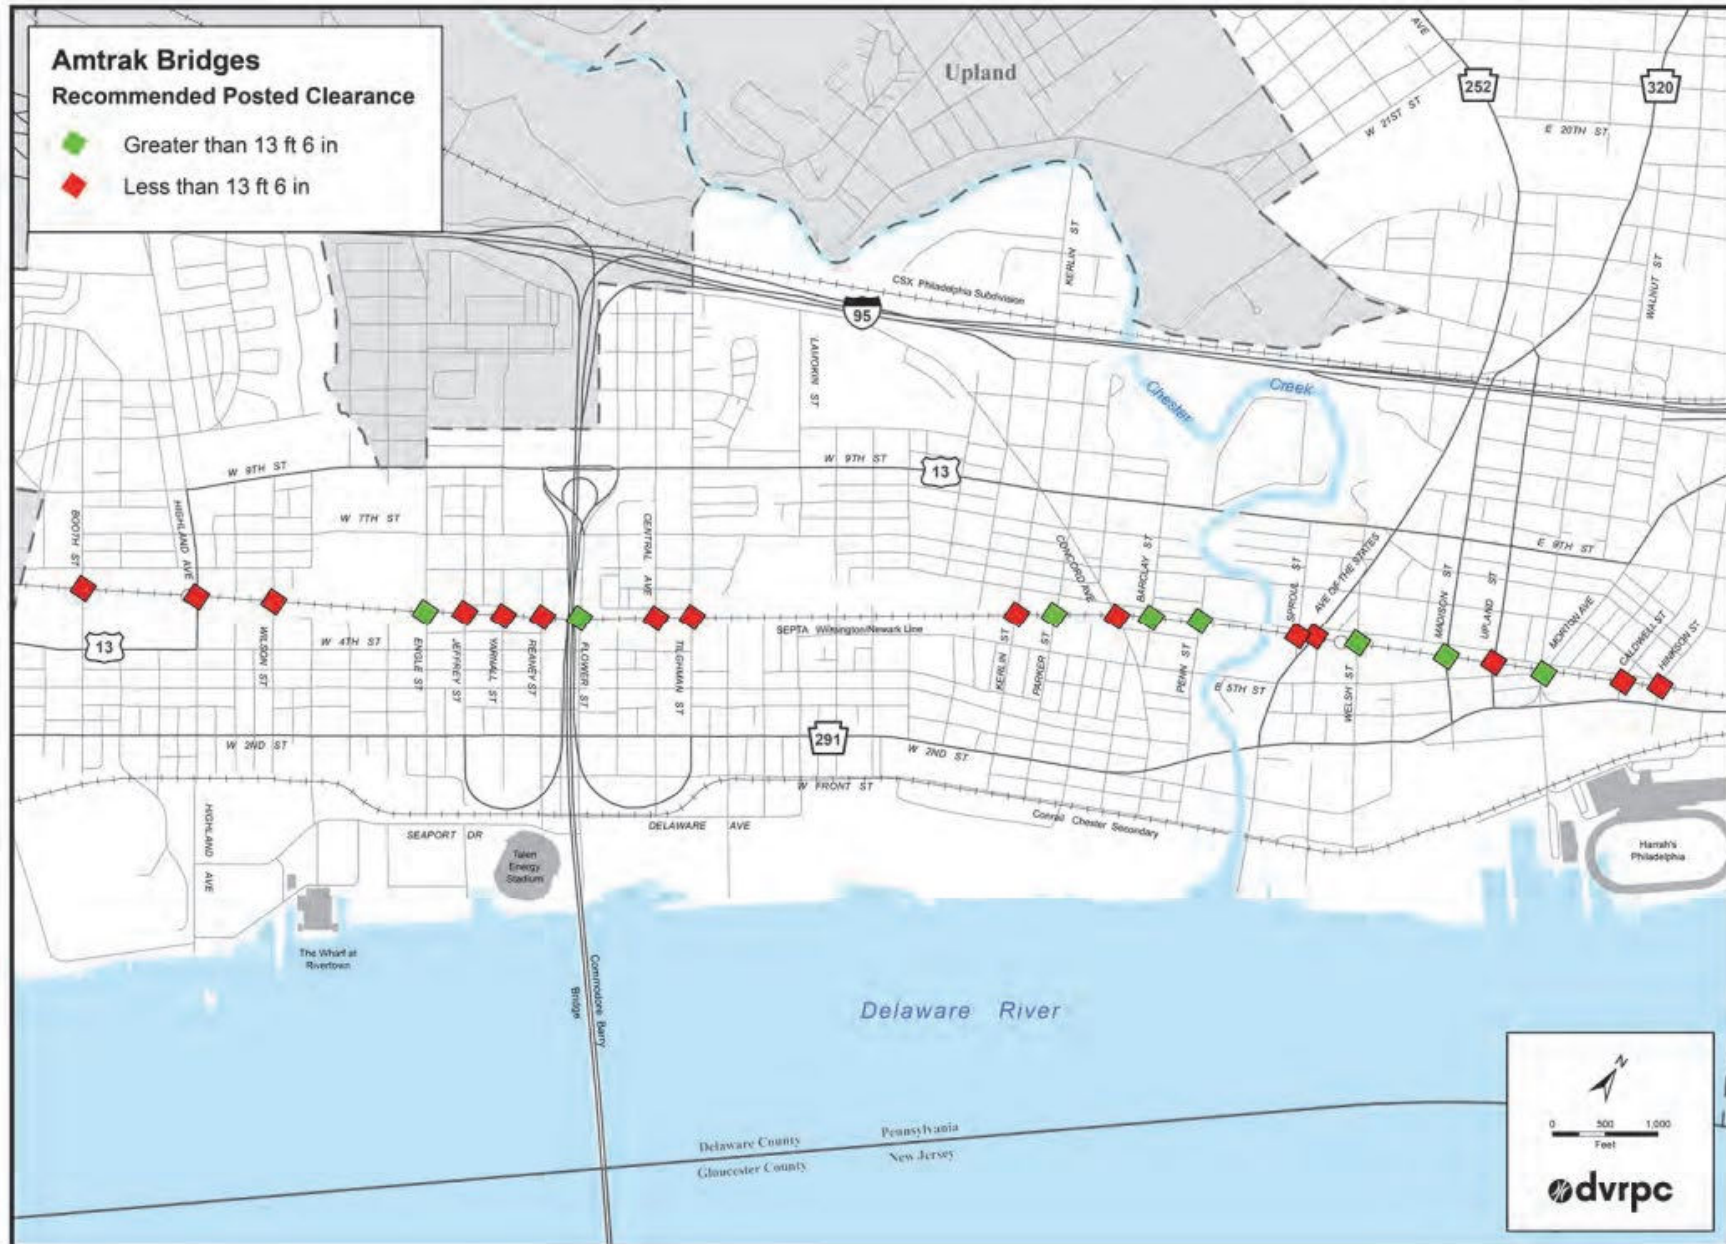 Amtrak Bridges
Recommended Posted Clearance
Greater than 13 ft 6 in
Less than 13 ft 6 in
Upland
252
320
AVE
W 21ST ST
E 20TH ST
KERLIN ST
WALNUT ST
CSX Philadelphia Subdivision
95
LAMOKIN ST
Chester
Creek
W 9TH ST
W 9TH ST
13
W 7TH ST
BOOTH ST
HIGHLAND AVE
CENTRAL AVE
CONCORD AVE
BARCLAY ST
SPROUL ST
AVE OF THE STATES
E 9TH ST
MADISON ST
UPLAND ST
MORTON AVE
CALDWELL ST
HINKSON ST
13
WILSON ST
W 4TH ST
ENGLE ST
JEFFREY ST
YARNALL ST
REANEY ST
FLOWER ST
TILGHMAN ST
SEPTA Wilmington/Newark Line
KERLIN ST
PARKER ST
PENN ST
E 5TH ST
WELSH ST
W 2ND ST
291
W 2ND ST
W FRONT ST
HIGHLAND AVE
SEAPORT DR
DELAWARE AVE
Conrail Chester Secondary
Talen
Energy
Stadium
Harrah's
Philadelphia
The Wharf at
Rivertown
Commodore Barry
Bridge
Delaware River
Delaware County
Pennsylvania
Gloucester County
New Jersey
N
0 500 1,000
Feet
dvrpc